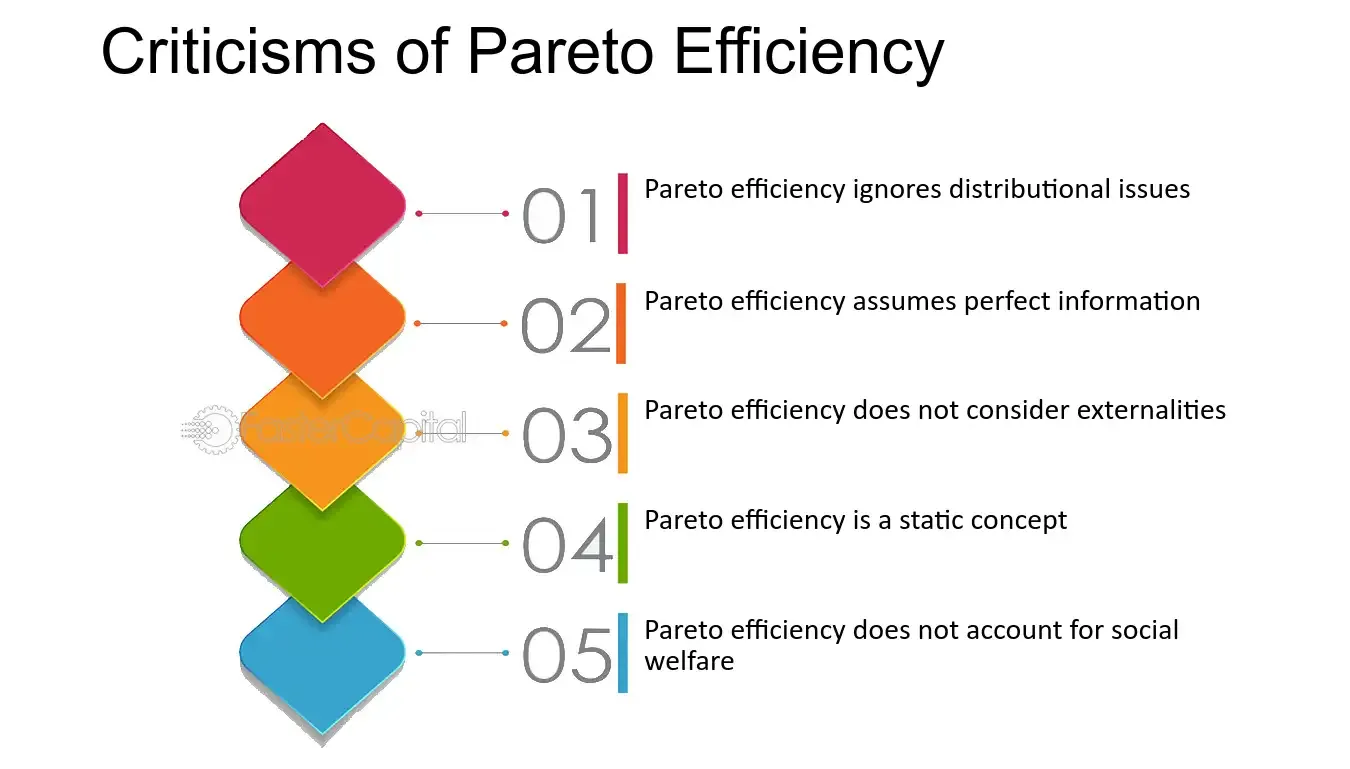 Criticisms of Pareto Efficiency
01
Pareto efficiency ignores distributional issues
02
Pareto efficiency assumes perfect information
03
Pareto efficiency does not consider externalities
FasterCapital
04
Pareto efficiency is a static concept
05
Pareto efficiency does not account for social
welfare